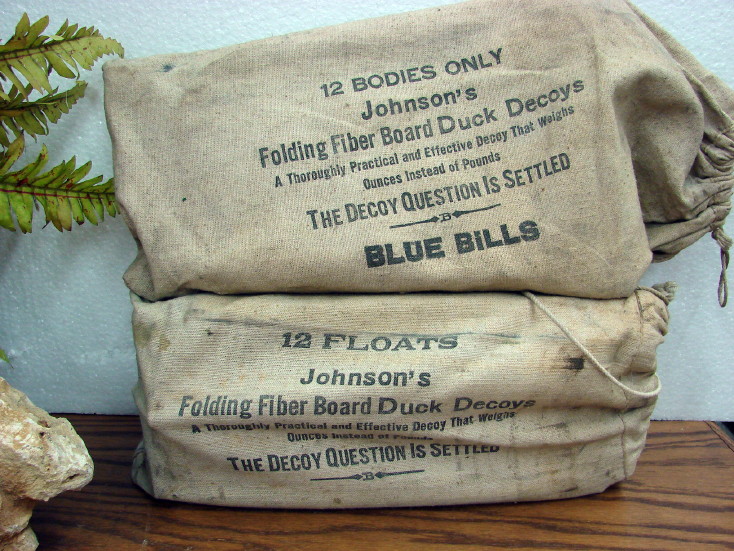 12 BODIES ONLY
Johnson's
Folding Fiber Board Duck Decoys
A Thoroughly Practical and Effective Decoy That Weighs
Ounces Instead of Pounds
THE DECOY QUESTION IS SETTLED
B
BLUE BILLS
12 FLOATS
Johnson's
Folding Fiber Board Duck Decoys
A Thoroughly Practical and Effective Decoy That Weighs
Ounces Instead of Pounds
THE DECOY QUESTION IS SETTLED
B